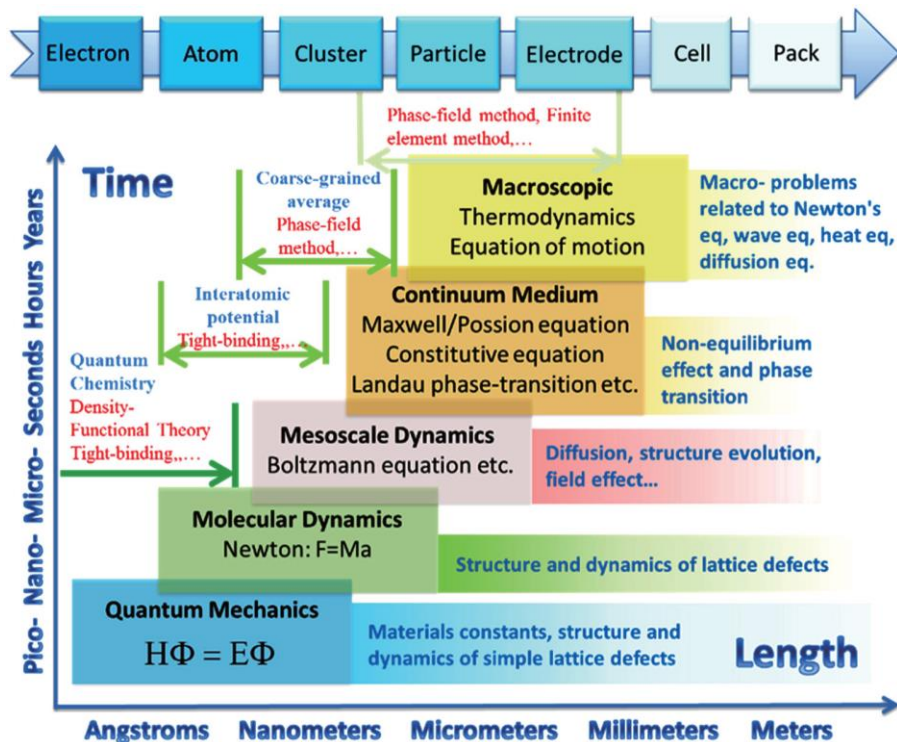 Electron
Atom
Cluster
Particle
Electrode
Cell
Pack
Phase-field method, Finite
element method,...
Time
Coarse-grained
average
Phase-field
method,...
Macroscopic
Thermodynamics
Equation of motion
Macro- problems
related to Newton's
eq, wave eq, heat eq,
diffusion eq.
Interatomic
potential
Tight-binding,,...
Continuum Medium
Maxwell/Possion equation
Constitutive equation
Landau phase-transition etc.
Non-equilibrium
effect and phase
transition
Quantum
Chemistry
Density-
Functional Theory
Tight-binding,,...
Mesoscale Dynamics
Boltzmann equation etc.
Diffusion, structure evolution,
field effect...
Molecular Dynamics
Newton: F=Ma
Structure and dynamics of lattice defects
Quantum Mechanics
HΦ = EΦ
Materials constants, structure and
dynamics of simple lattice defects
Length
Pico- Nano- Micro- Seconds Hours Years
Angstroms Nanometers Micrometers Millimeters Meters